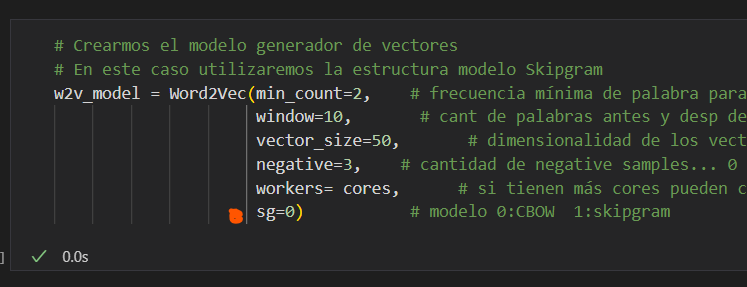 # Crearmos el modelo generador de vectores
# En este caso utilizaremos la estructura modelo Skipgram
w2v_model = Word2Vec(min_count=2, # frecuencia mínima de palabra para
window=10, # cant de palabras antes y desp de
vector_size=50, # dimensionalidad de los vect
negative=3, # cantidad de negative samples... 0
workers= cores, # si tienen más cores pueden c
sg=0) # modelo 0:CBOW 1:skipgram
] ✓ 0.0s